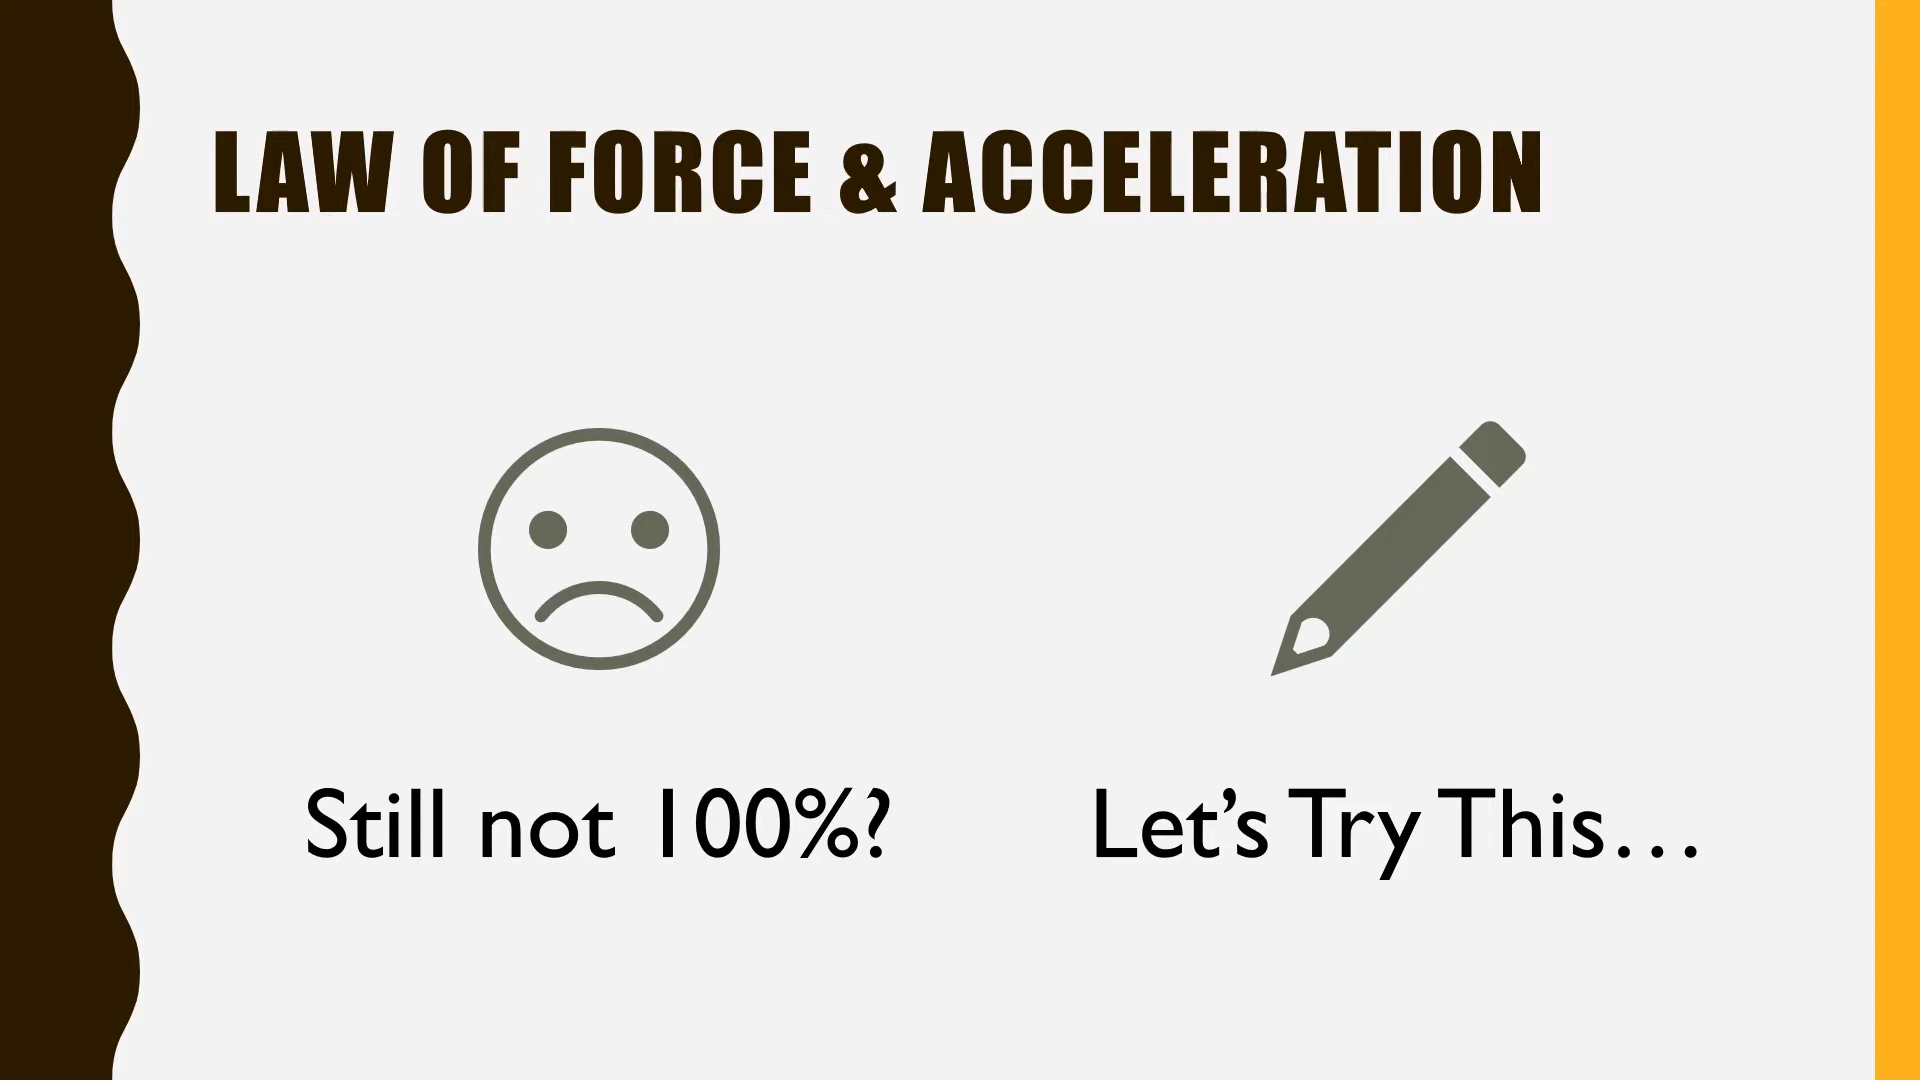 LAW OF FORCE & ACCELERATION
Still not 100%?
Let’s Try This…